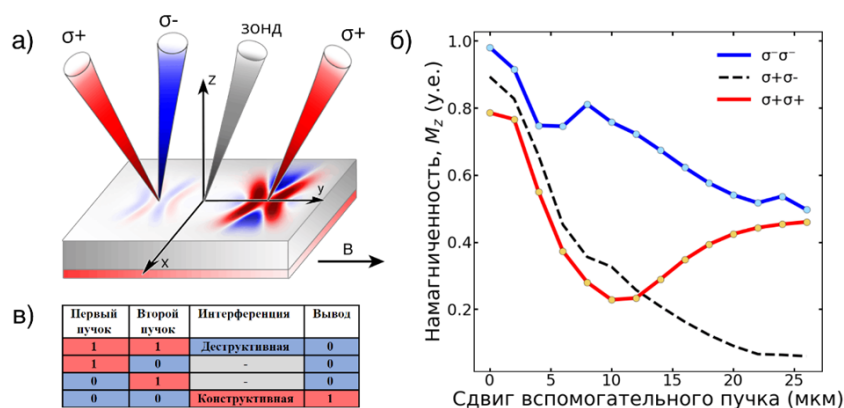 а)
σ+
σ-
зонд
σ+
z
y
x
B
б)
Намагниченность, Mz (у.е.)
1.0
0.8
0.6
0.4
0.2
σ⁻σ⁻
σ+σ-
σ+σ+
0
5
10
15
20
25
Сдвиг вспомогательного пучка (мкм)
в)
Первый пучок Второй пучок Интерференция Вывод
1 1 Деструктивная 0
1 0 - 0
0 1 - 0
0 0 Конструктивная 1